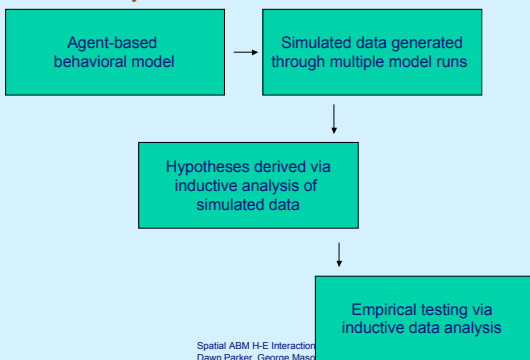 Agent-based
behavioral model
Simulated data generated
through multiple model runs
Hypotheses derived via
inductive analysis of
simulated data
Empirical testing via
inductive data analysis
Spatial ABM H-E Interaction
Dawn Parker, George Maso